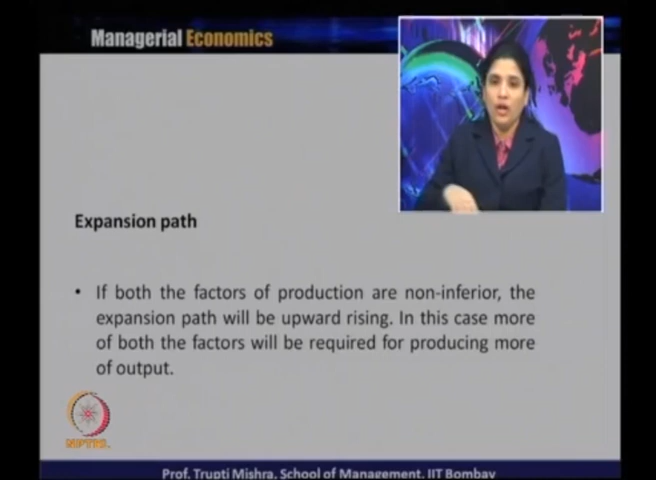 Managerial Economics
Expansion path
• If both the factors of production are non-inferior, the
expansion path will be upward rising. In this case more
of both the factors will be required for producing more
of output.
NPTEL
Prof. Trupti Mishra, School of Management, IIT Bombay